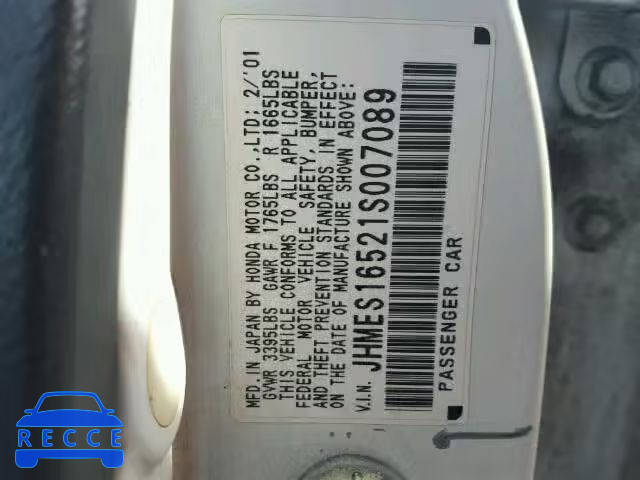 MFD.IN JAPAN BY HONDA MOTOR CO.,LTD; 2/'01
GVWR 3395LBS GAWR F 1765LBS R 1665LBS
THIS VEHICLE CONFORMS TO ALL APPLICABLE
FEDERAL MOTOR VEHICLE SAFETY, BUMPER,
AND THEFT PREVENTION STANDARDS IN EFFECT
ON THE DATE OF MANUFACTURE SHOWN ABOVE:
V.I.N. JHMES16521S007089
PASSENGER CAR
RECCE